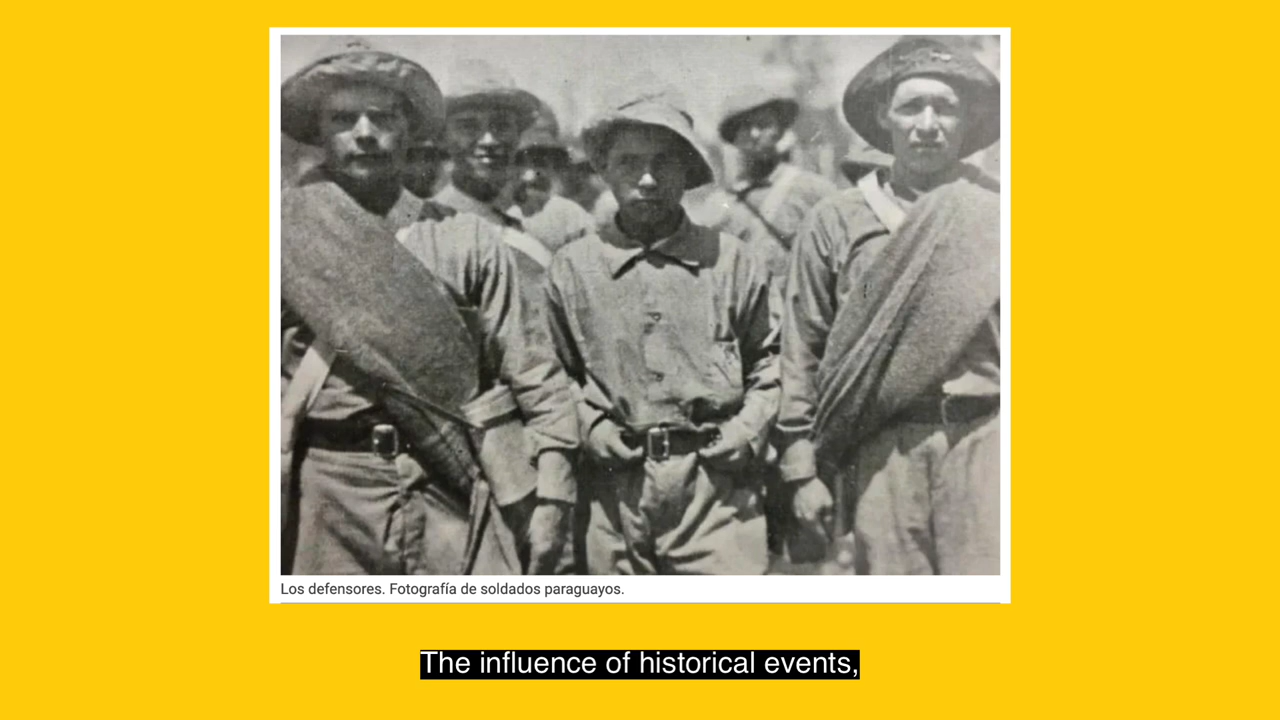 Los defensores. Fotografía de soldados paraguayos.
The influence of historical events,